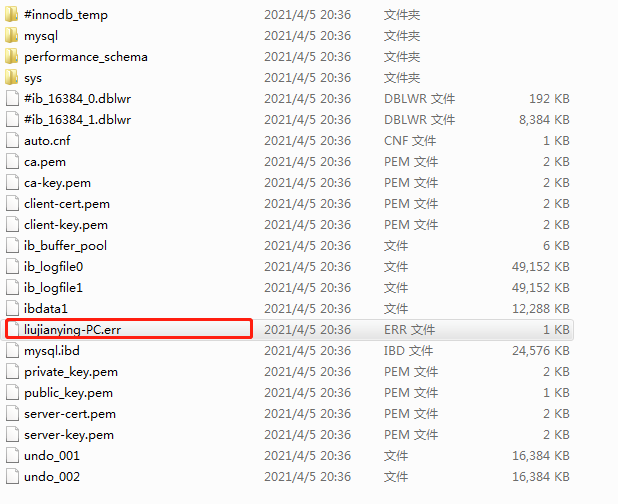 #innodb_temp 2021/4/5 20:36 文件夹
mysql 2021/4/5 20:36 文件夹
performance_schema 2021/4/5 20:36 文件夹
sys 2021/4/5 20:36 文件夹
#ib_16384_0.dblwr 2021/4/5 20:36 DBLWR 文件 192 KB
#ib_16384_1.dblwr 2021/4/5 20:36 DBLWR 文件 8,384 KB
auto.cnf 2021/4/5 20:36 CNF 文件 1 KB
ca.pem 2021/4/5 20:36 PEM 文件 2 KB
ca-key.pem 2021/4/5 20:36 PEM 文件 2 KB
client-cert.pem 2021/4/5 20:36 PEM 文件 2 KB
client-key.pem 2021/4/5 20:36 PEM 文件 2 KB
ib_buffer_pool 2021/4/5 20:36 文件 6 KB
ib_logfile0 2021/4/5 20:36 文件 49,152 KB
ib_logfile1 2021/4/5 20:36 文件 49,152 KB
ibdata1 2021/4/5 20:36 文件 12,288 KB
liujianying-PC.err 2021/4/5 20:36 ERR 文件 1 KB
mysql.ibd 2021/4/5 20:36 IBD 文件 24,576 KB
private_key.pem 2021/4/5 20:36 PEM 文件 2 KB
public_key.pem 2021/4/5 20:36 PEM 文件 1 KB
server-cert.pem 2021/4/5 20:36 PEM 文件 2 KB
server-key.pem 2021/4/5 20:36 PEM 文件 2 KB
undo_001 2021/4/5 20:36 文件 16,384 KB
undo_002 2021/4/5 20:36 文件 16,384 KB